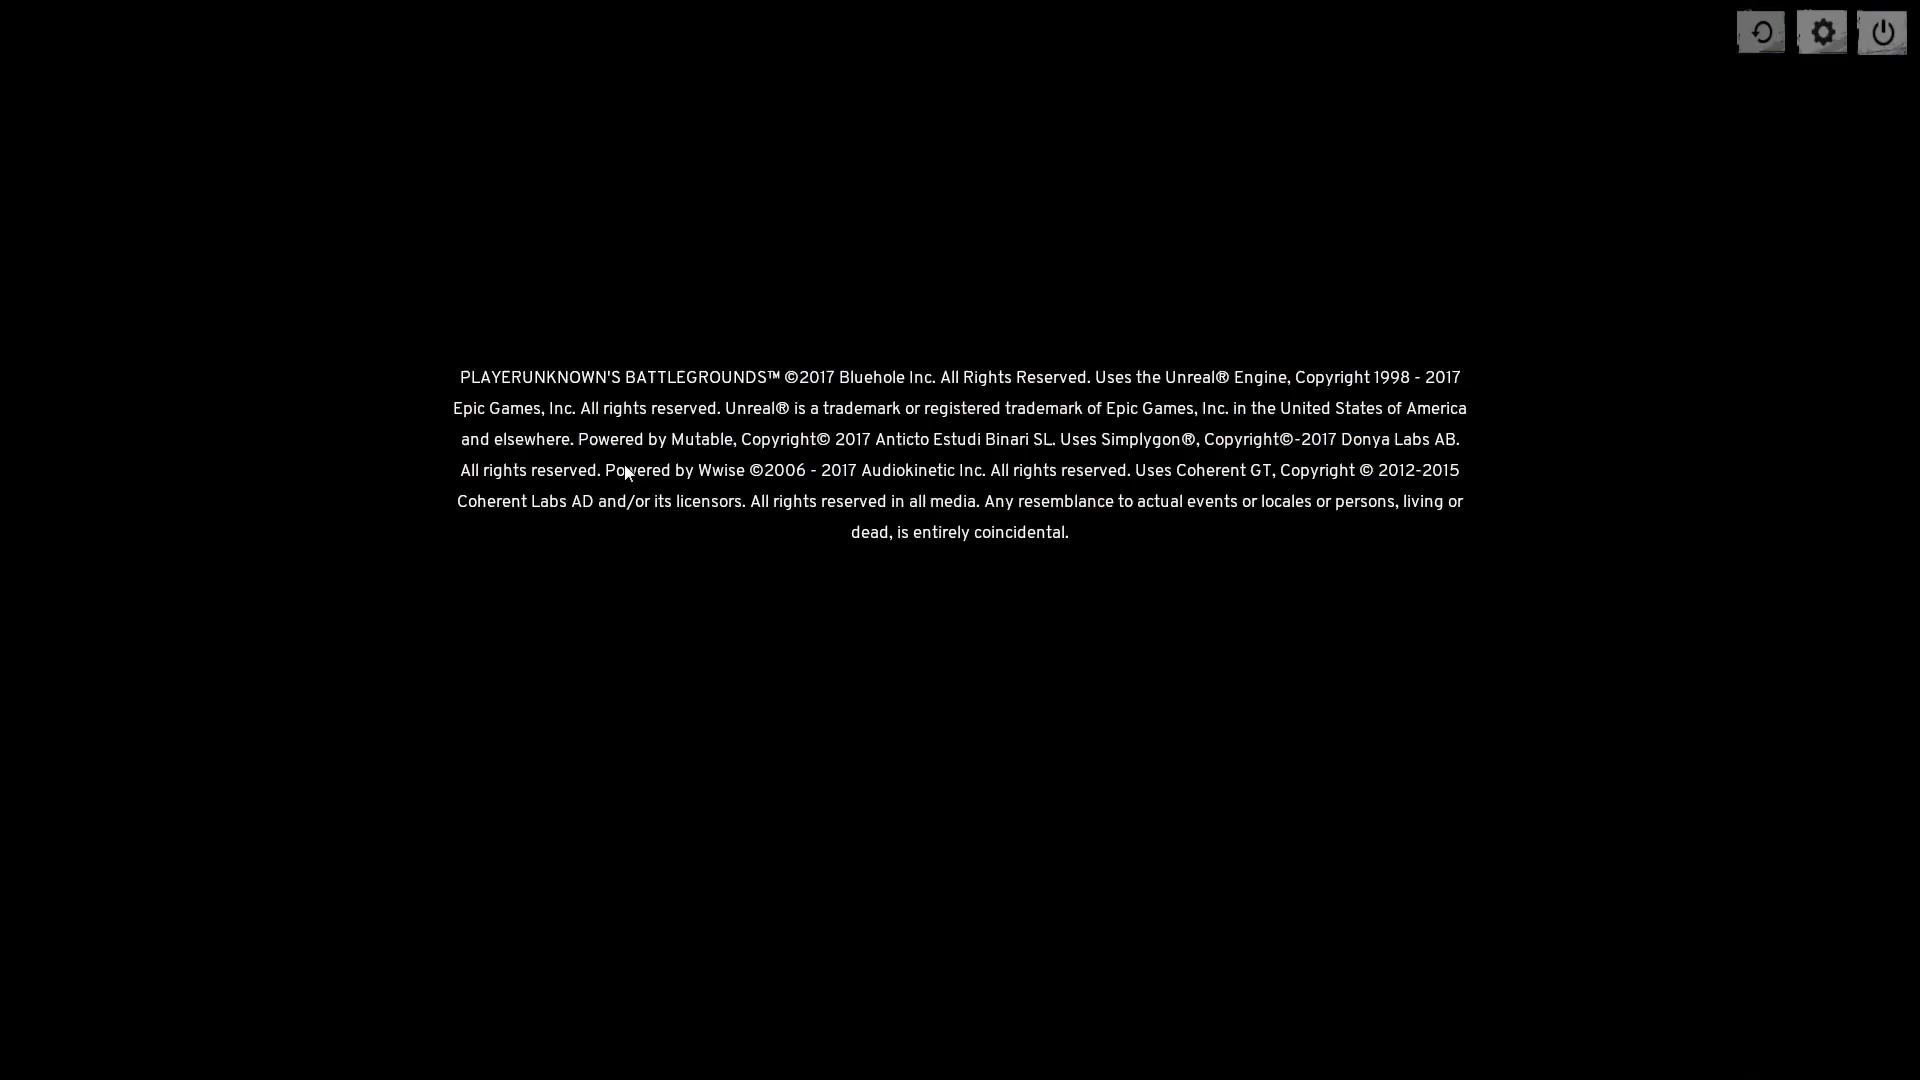 PLAYERUNKNOWN'S BATTLEGROUNDS™ ©2017 Bluehole Inc. All Rights Reserved. Uses the Unreal® Engine, Copyright 1998 - 2017
Epic Games, Inc. All rights reserved. Unreal® is a trademark or registered trademark of Epic Games, Inc. in the United States of America
and elsewhere. Powered by Mutable, Copyright© 2017 Anticto Estudi Binari SL. Uses Simplygon®, Copyright©-2017 Donya Labs AB.
All rights reserved. Powered by Wwise ©2006 - 2017 Audiokinetic Inc. All rights reserved. Uses Coherent GT, Copyright © 2012-2015
Coherent Labs AD and/or its licensors. All rights reserved in all media. Any resemblance to actual events or locales or persons, living or
dead, is entirely coincidental.